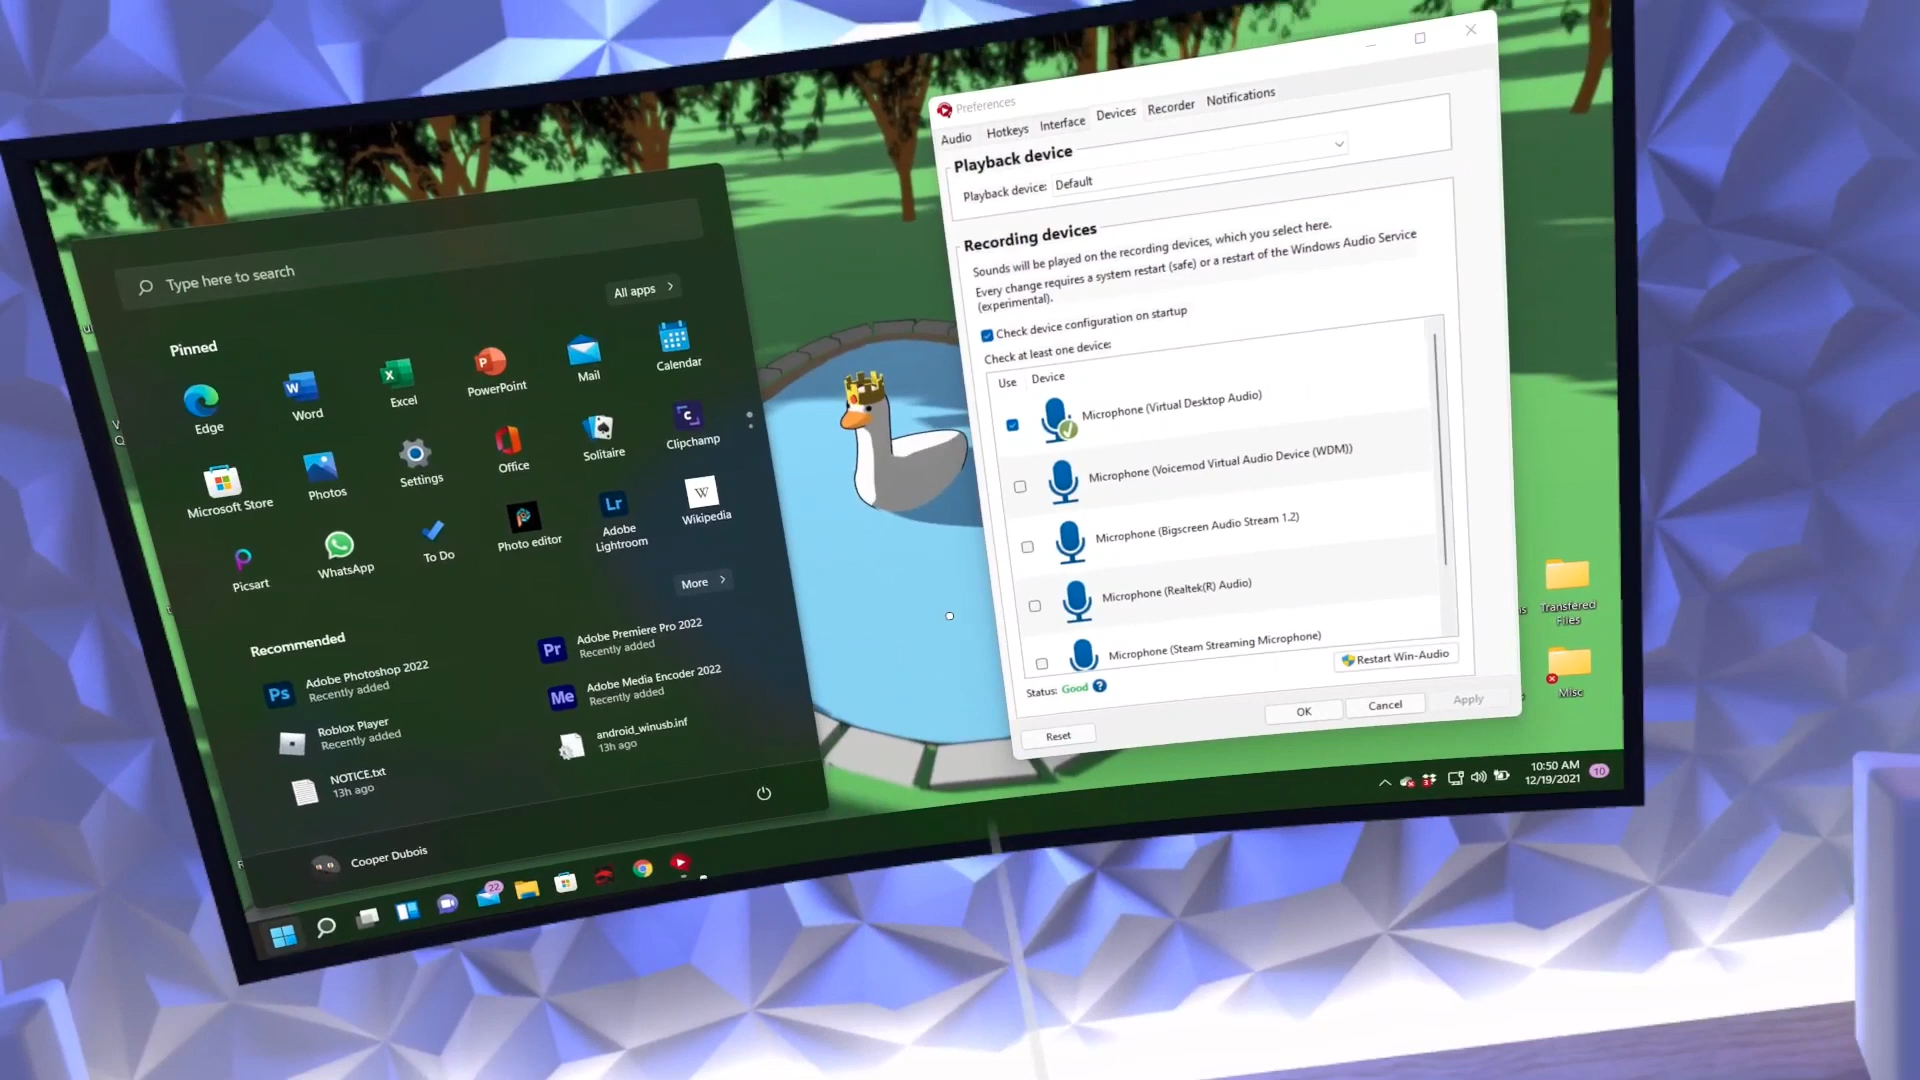 Type here to search
All apps
Pinned
Edge
Word
Excel
PowerPoint
Mail
Calendar
Microsoft Store
Photos
Settings
Office
Solitaire
Clipchamp
Picsart
WhatsApp
To Do
Photo editor
Adobe
Lightroom
Wikipedia
More
Recommended
Adobe Photoshop 2022
Recently added
Adobe Premiere Pro 2022
Recently added
Roblox Player
Recently added
Adobe Media Encoder 2022
Recently added
NOTICE.txt
13h ago
android_winusb.inf
13h ago
Cooper Dubois
22
Preferences
Audio Hotkeys Interface Devices Recorder Notifications
Playback device
Playback device: Default
Recording devices
Sounds will be played on the recording devices, which you select here.
Every change requires a system restart (safe) or a restart of the Windows Audio Service
(experimental).
Check device configuration on startup
Check at least one device:
Use Device
Microphone (Virtual Desktop Audio)
Microphone (Voicemod Virtual Audio Device (WDM))
Microphone (Bigscreen Audio Stream 1.2)
Microphone (Realtek(R) Audio)
Microphone (Steam Streaming Microphone)
Restart Win-Audio
Status: Good
Reset
OK
Cancel
Apply
Transfered
Files
Misc
10:50 AM
12/19/2021
10